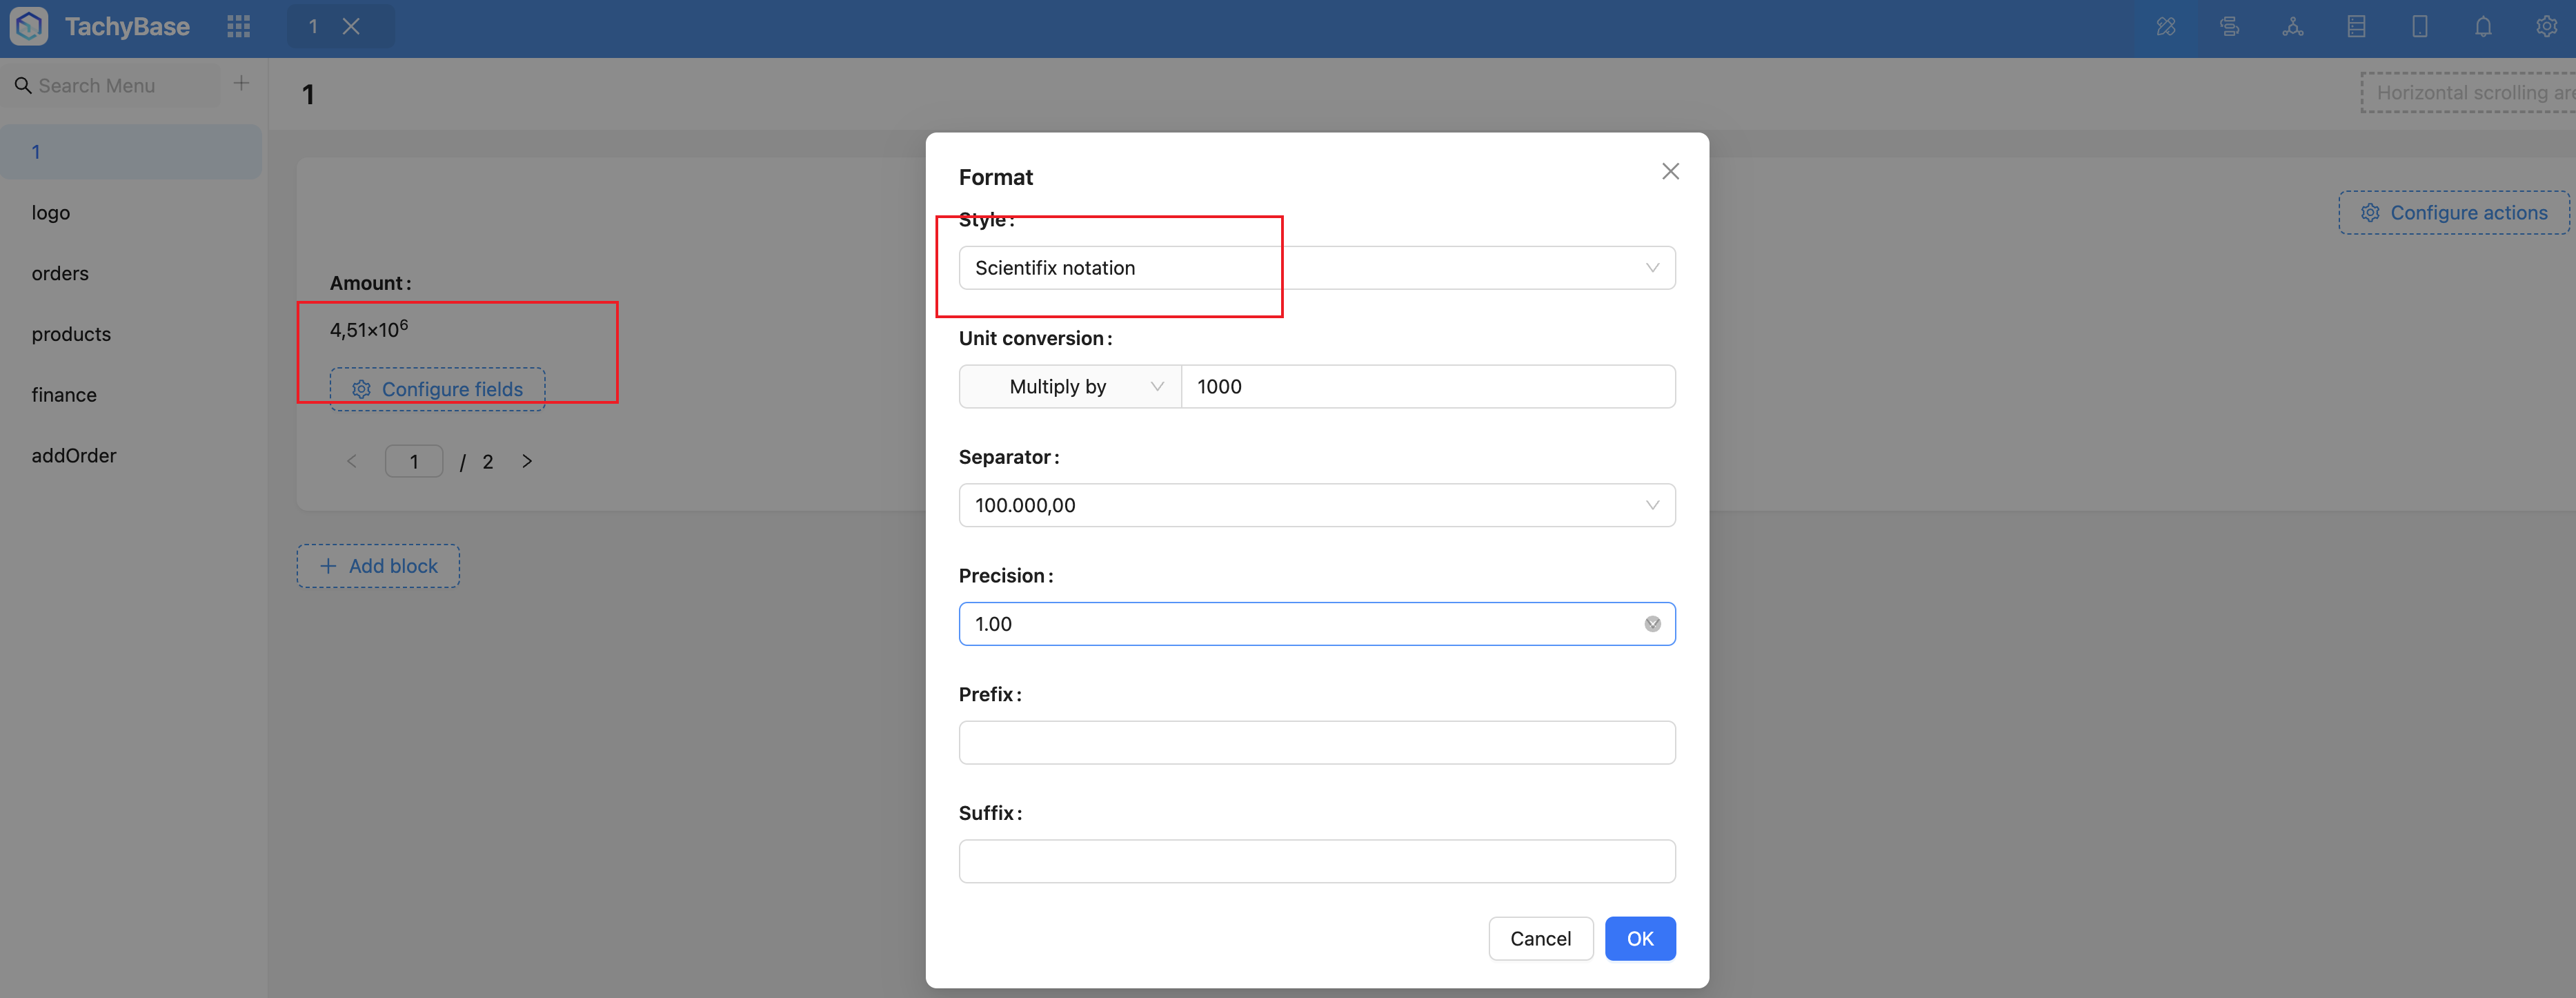 TachyBase
1
Search Menu
1
Horizontal scrolling are
1
logo
orders
products
finance
addOrder
Configure actions
Amount:
4,51×10⁶
Configure fields
1 / 2
Add block
Format
Style:
Scientifix notation
Unit conversion:
Multiply by 1000
Separator:
100.000,00
Precision:
1.00
Prefix:
Suffix:
Cancel OK